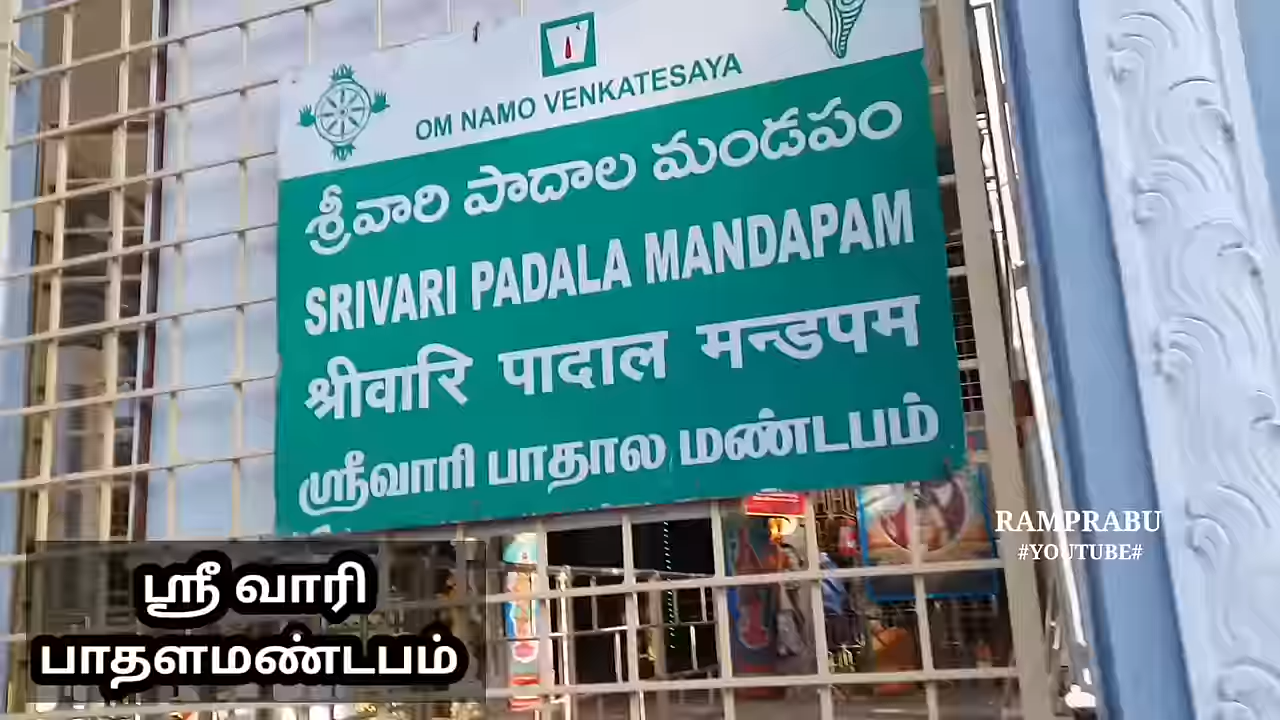 OM NAMO VENKATESAYA
శ్రీవారి పాదాల మండపం
SRIVARI PADALA MANDAPAM
श्रीवारि पादाल मन्डपम
ஸ்ரீவாரி பாதால மண்டபம்
RAMPRABU
#YOUTUBE#
ஸ்ரீ வாரி
பாதளமண்டபம்